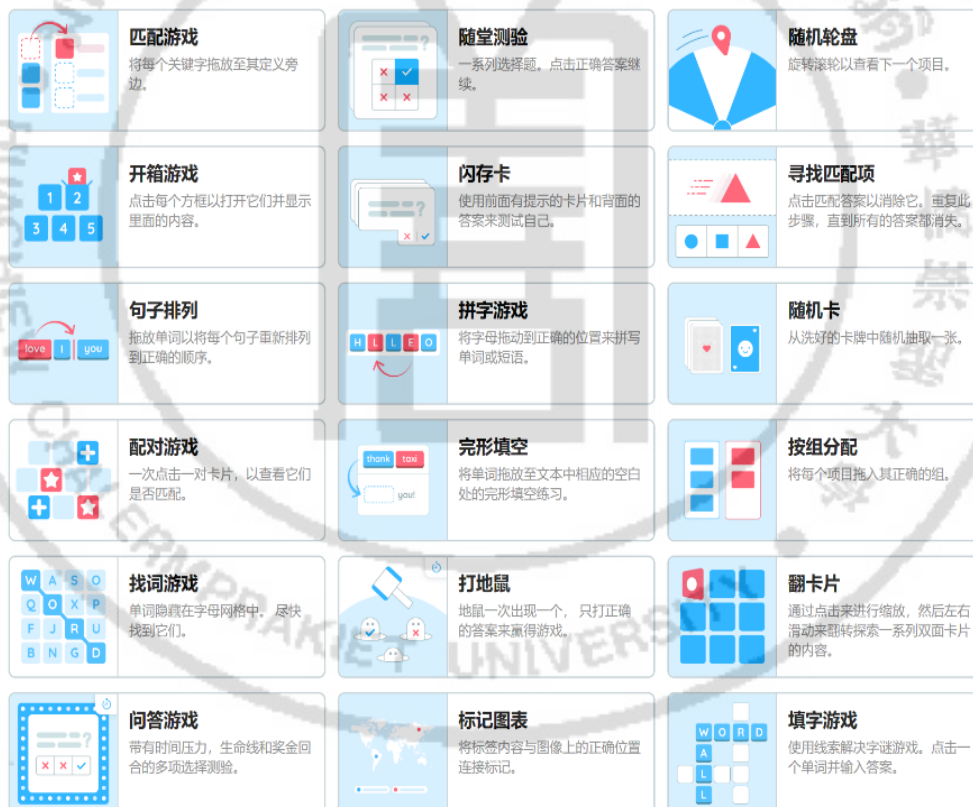 匹配游戏
将每个关键字拖放至其定义旁
边。
随堂测验
一系列选择题。点击正确答案继
续。
随机轮盘
旋转滚轮以查看下一个项目。
开箱游戏
点击每个方框以打开它们并显示
里面的内容。
1 2
3 4 5
闪存卡
使用前面有提示的卡片和背面的
答案来测试自己。
寻找匹配项
点击匹配答案以消除它。重复此
步骤，直到所有的答案都消失。
句子排列
拖放单词以将每个句子重新排列
到正确的顺序。
love I you
拼字游戏
将字母拖动到正确的位置来拼写
单词或短语。
H L L E O
随机卡
从洗好的卡牌中随机抽取一张。
配对游戏
一次点击一对卡片，以查看它们
是否匹配。
完形填空
将单词拖放至文本中相应的空白
处的完形填空练习。
thank taxi
you!
按组分配
将每个项目拖入其正确的组。
找词游戏
单词隐藏在字母网格中。尽快
找到它们。
W A S O
Q O X P
F J R U
B N G D
打地鼠
地鼠一次出现一个， 只打正确
的答案来赢得游戏。
翻卡片
通过点击来进行缩放，然后左右
滑动来翻转探索一系列双面卡片
的内容。
问答游戏
带有时间压力，生命线和奖金回
合的多项选择测验。
标记图表
将标签内容与图像上的正确位置
连接标记。
填字游戏
使用线索解决字谜游戏。点击一
个单词并输入答案。
W O R D
A
L
L
UNIVERSITY